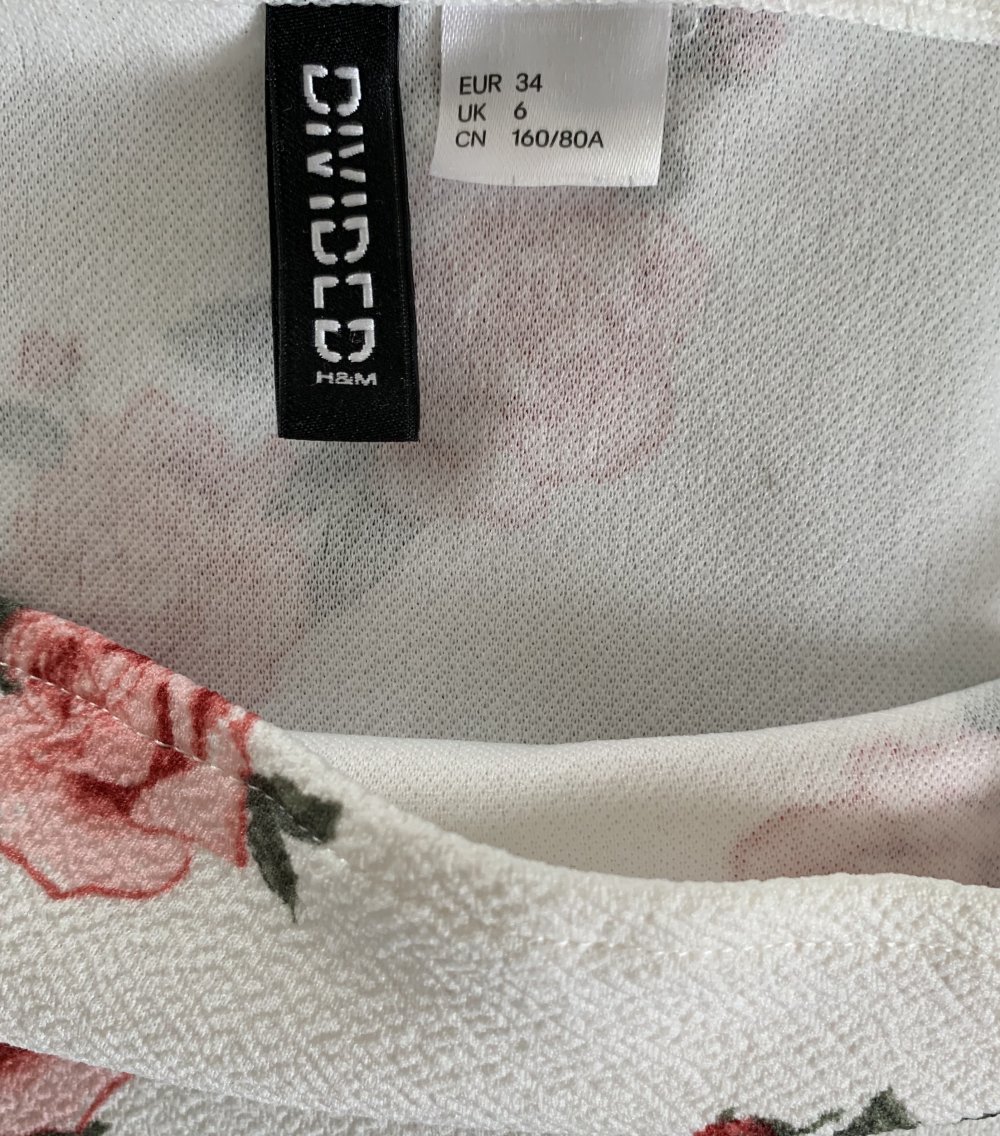 DIVIDED
H&M
EUR 34
UK 6
CN 160/80A